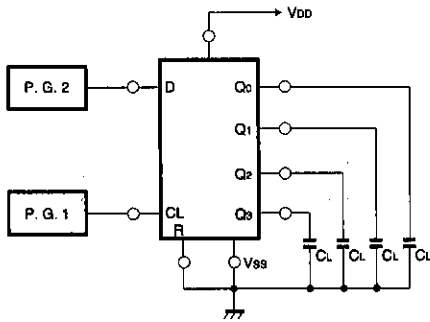 VDD
P. G. 2
D
Q0
Q1
Q2
P. G. 1
CL
Q3
R
CL
CL
CL
CL
VSS